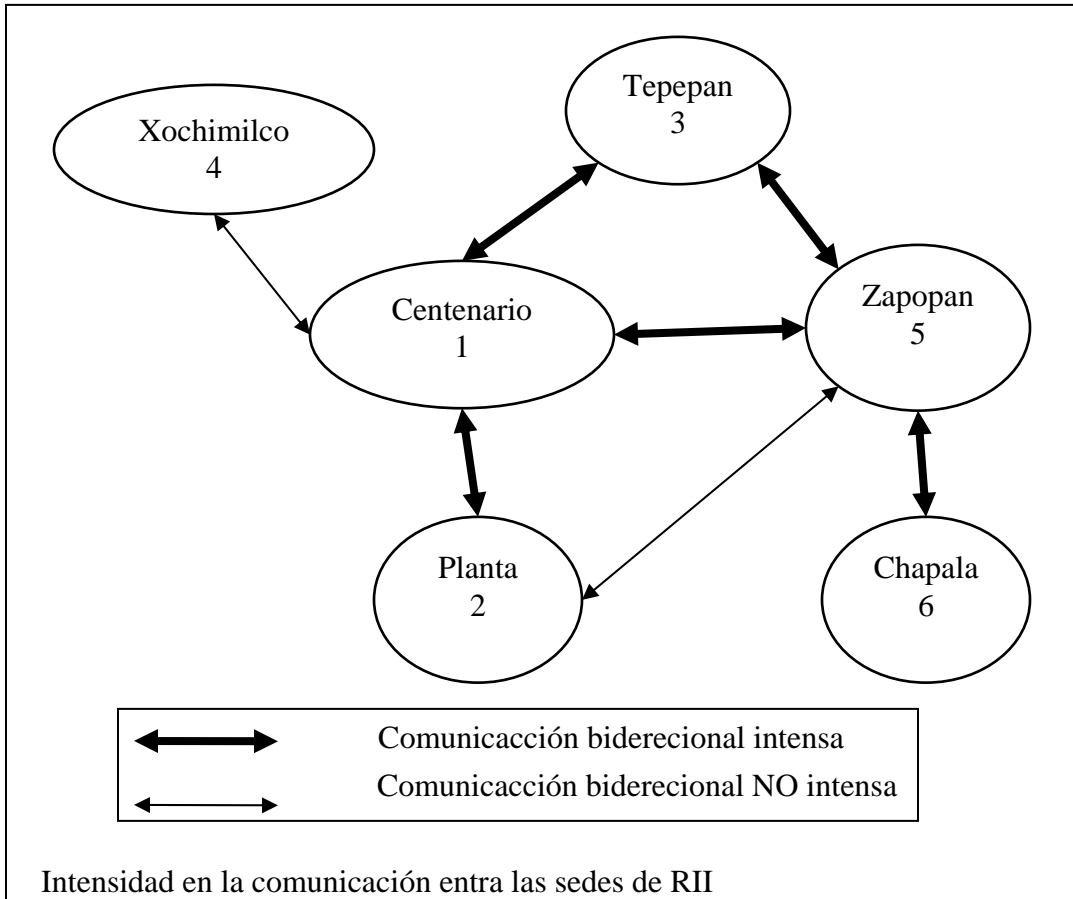 Tepepan
3
Xochimilco
4
Centenario
1
Zapopan
5
Planta
2
Chapala
6
Comunicacción biderecional intensa
Comunicacción biderecional NO intensa
Intensidad en la comunicación entra las sedes de RII